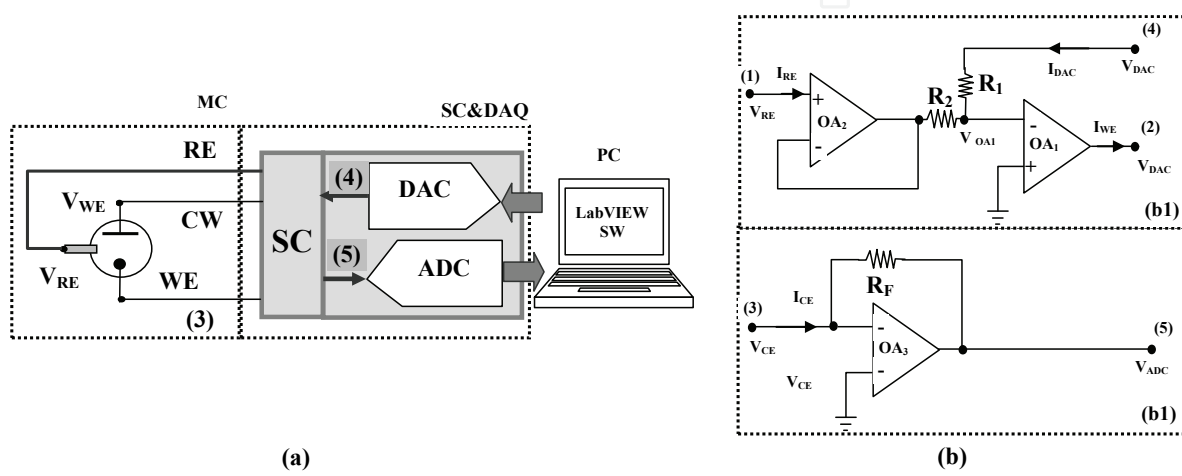 MC
SC&DAQ
PC
RE
(4)
DAC
V_WE
CW
SC
LabVIEW
SW
(5)
ADC
V_RE
WE
(3)
(a)
(4)
(1)
I_RE
I_DAC
V_DAC
V_RE
+
OA_2
-
R_2
R_1
V_OA1
-
OA_1
+
I_WE
(2)
V_DAC
(b1)
R_F
(3)
I_CE
-
OA_3
-
(5)
V_CE
V_CE
V_ADC
(b1)
(b)